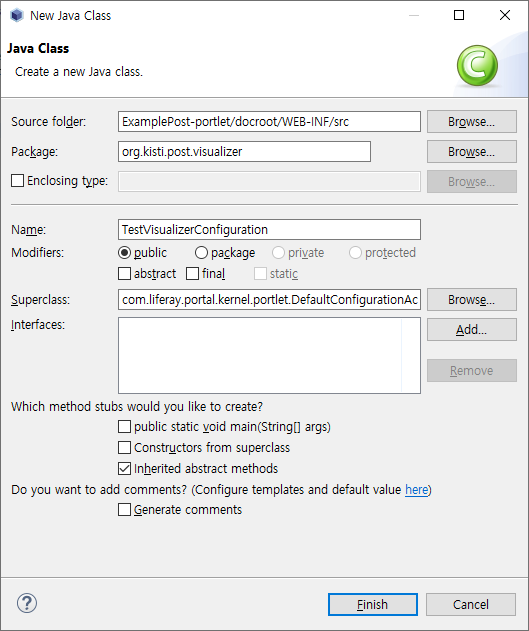 New Java Class
Java Class
Create a new Java class.
C
Source folder: ExamplePost-portlet/docroot/WEB-INF/src Browse...
Package: org.kisti.post.visualizer Browse...
Enclosing type: Browse...
Name: TestVisualizerConfiguration
Modifiers: public package private protected
abstract final static
Superclass: com.liferay.portal.kernel.portlet.DefaultConfigurationAc Browse...
Interfaces: Add...
Remove
Which method stubs would you like to create?
public static void main(String[] args)
Constructors from superclass
Inherited abstract methods
Do you want to add comments? (Configure templates and default value here)
Generate comments
? Finish Cancel